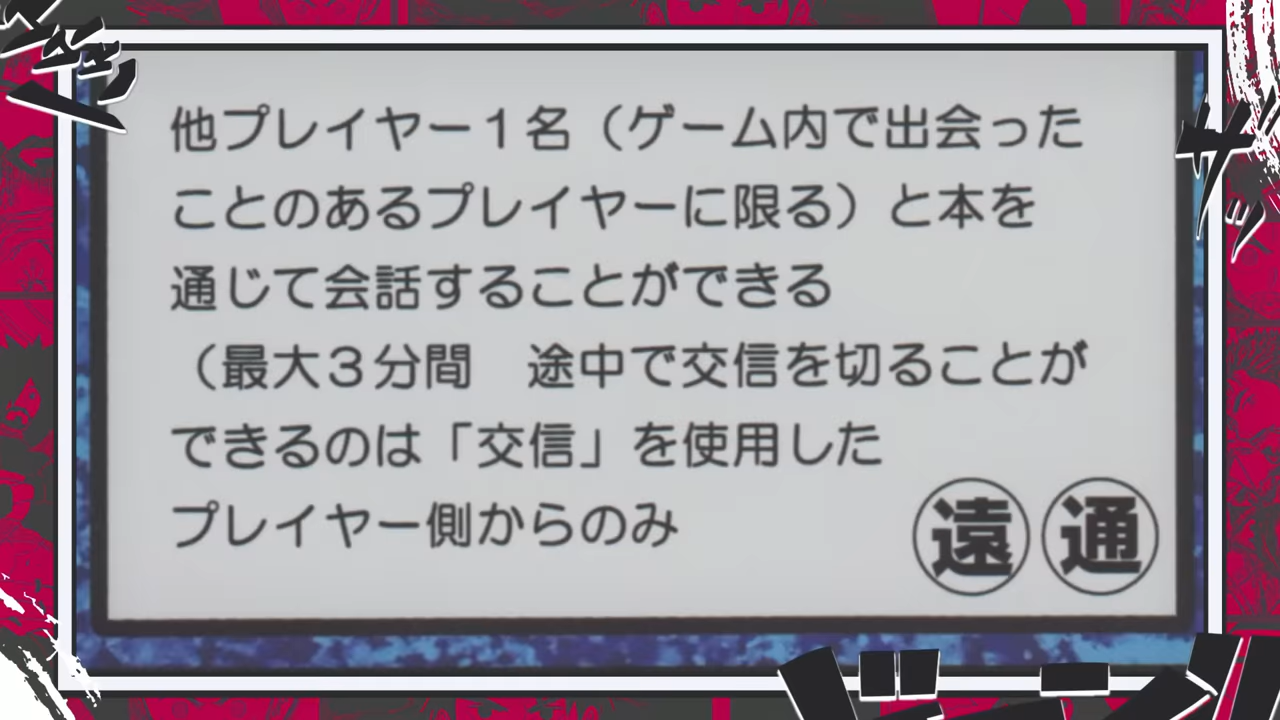 他プレイヤー１名（ゲーム内で出会った
ことのあるプレイヤーに限る）と本を
通じて会話することができる
（最大３分間　途中で交信を切ることが
できるのは「交信」を使用した
プレイヤー側からのみ
遠 通